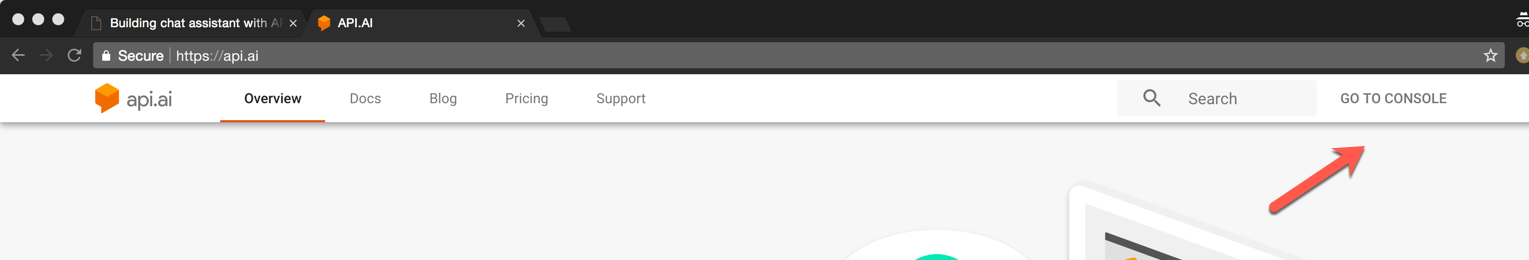 Building chat assistant with AP
API.AI
Secure https://api.ai
api.ai Overview Docs Blog Pricing Support Search GO TO CONSOLE